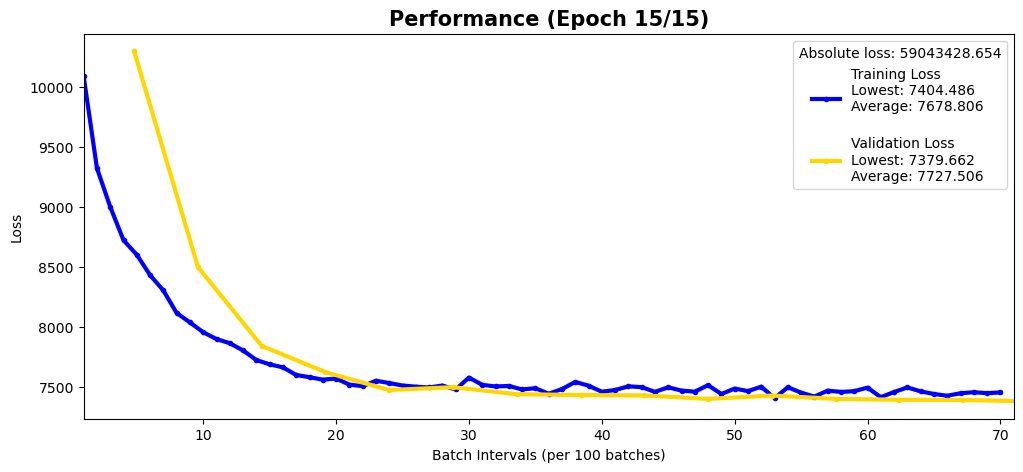 Performance (Epoch 15/15)
Absolute loss: 59043428.654
Training Loss
Lowest: 7404.486
Average: 7678.806
Validation Loss
Lowest: 7379.662
Average: 7727.506
Loss
10000
9500
9000
8500
8000
7500
10 20 30 40 50 60 70
Batch Intervals (per 100 batches)